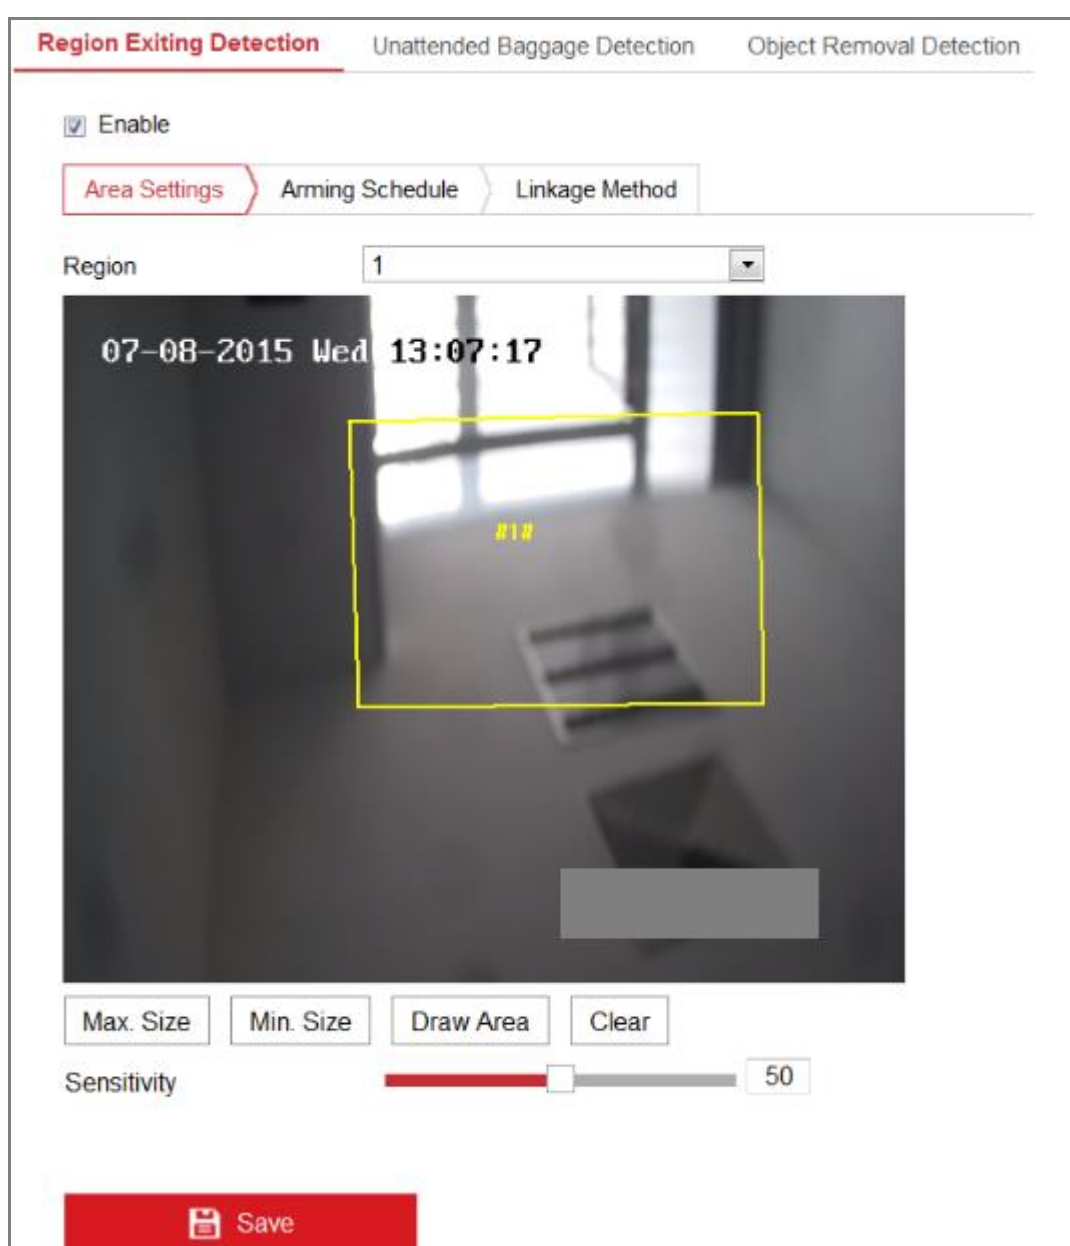 Region Exiting Detection Unattended Baggage Detection Object Removal Detection
Enable
Area Settings Arming Schedule Linkage Method
Region 1
07-08-2015 Wed 13:07:17
#1#
Max. Size Min. Size Draw Area Clear
Sensitivity 50
Save